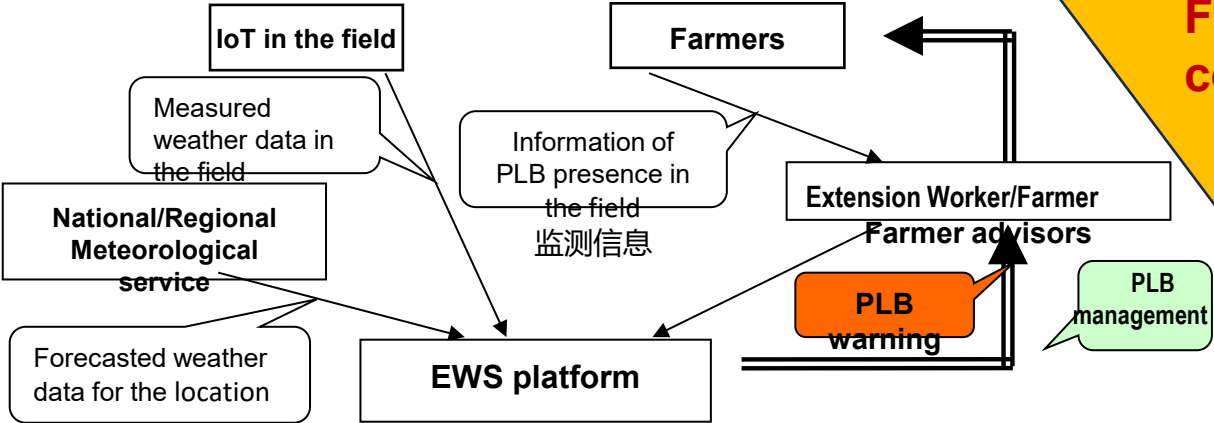 IoT in the field
Farmers
F
ce
Measured
weather data in
the field
Information of
PLB presence in
the field
监测信息
National/Regional
Meteorological
service
Extension Worker/Farmer
Farmer advisors
PLB
warning
PLB
management
Forecasted weather
data for the location
EWS platform